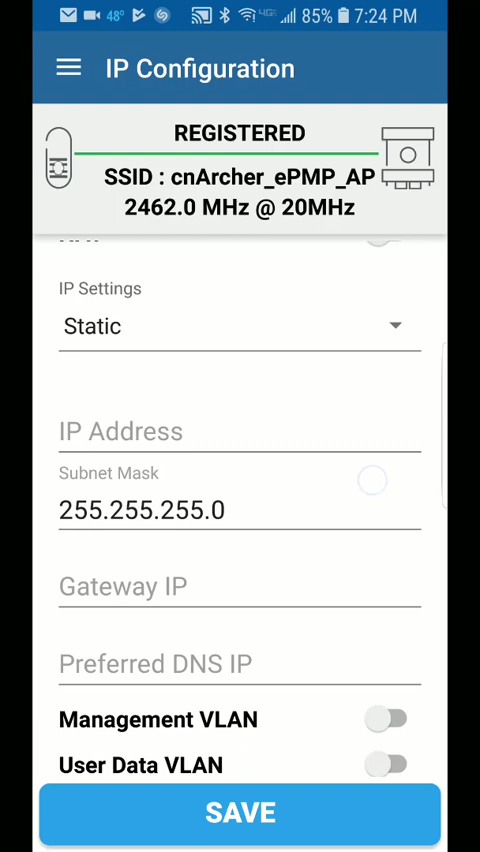 48° 85% 7:24 PM
IP Configuration
REGISTERED
SSID : cnArcher_ePMP_AP
2462.0 MHz @ 20MHz
IP Settings
Static
IP Address
Subnet Mask
255.255.255.0
Gateway IP
Preferred DNS IP
Management VLAN
User Data VLAN
SAVE